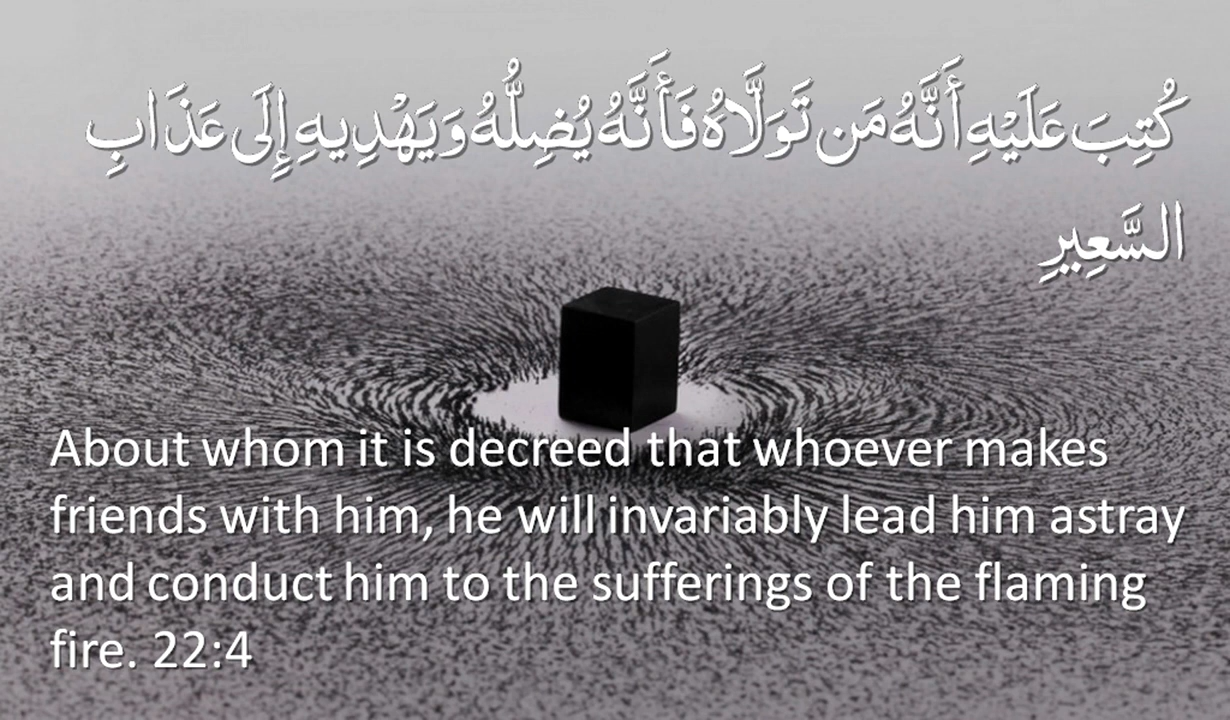 كُتِبَ عَلَيْهِ أَنَّهُ مَن تَوَلَّاهُ فَأَنَّهُ يُضِلُّهُ وَيَهْدِيهِ إِلَى عَذَابِ
السَّعِيرِ
About whom it is decreed that whoever makes
friends with him, he will invariably lead him astray
and conduct him to the sufferings of the flaming
fire. 22:4